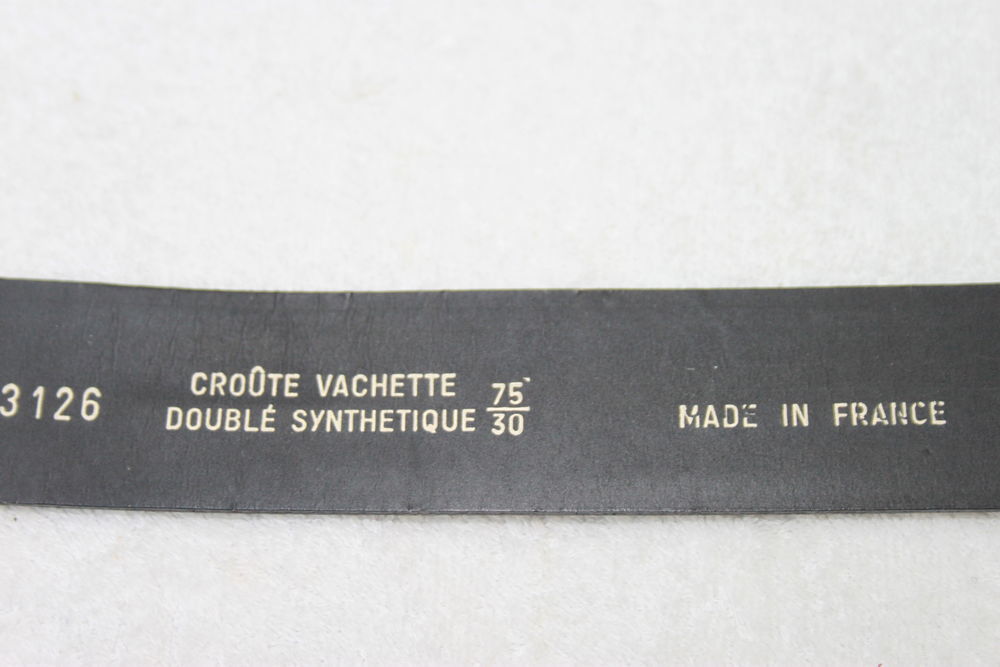 3126
CROÛTE VACHETTE
DOUBLÉ SYNTHETIQUE 75/30
MADE IN FRANCE